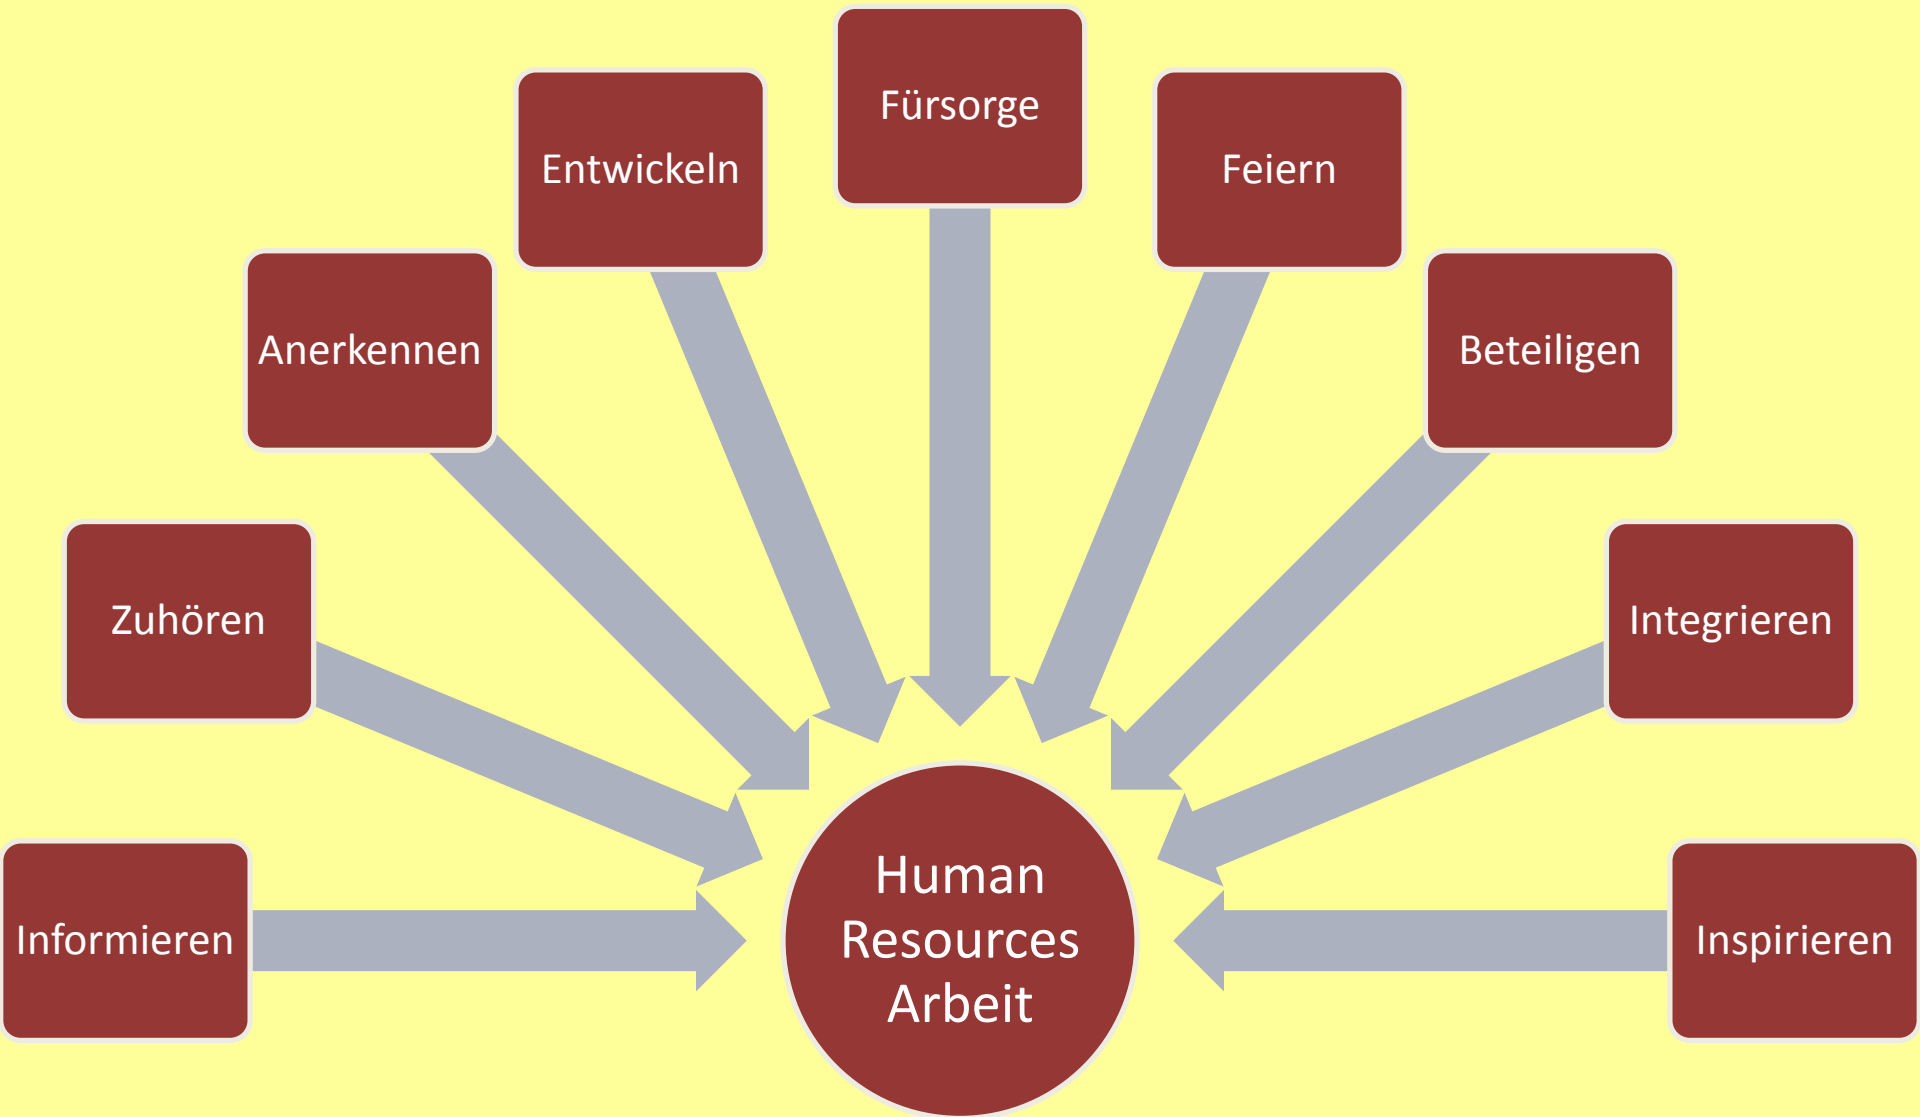 Fürsorge
Entwickeln
Feiern
Anerkennen
Beteiligen
Zuhören
Integrieren
Informieren
Human
Resources
Arbeit
Inspirieren